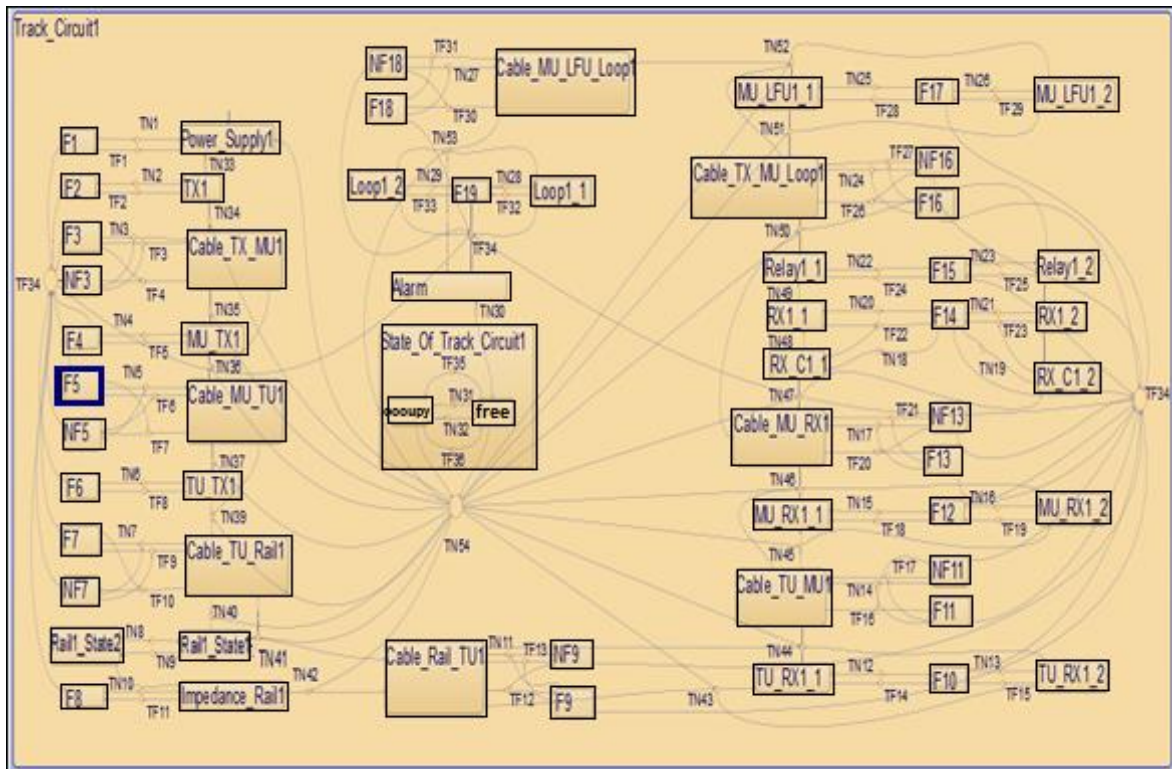 Track_Circuit1
F1
TN1
TF1
Power_Supply1
TN33
F2
TN2
TF2
TX1
TN34
F3
TN3
TF3
Cable_TX_MU1
NF3
TF4
TF34
TN35
F4
TN4
TF5
MU_TX1
TN36
F5
TN5
TF6
Cable_MU_TU1
NF5
TF7
TN37
F6
TN6
TF8
TU_TX1
TN39
F7
TN7
TF9
Cable_TU_Rail1
NF7
TF10
TN40
Rail1_State2
TN8
TN9
Rail1_State1
TN41
F8
TN10
TF11
Impedance_Rail1
TN42
NF18
TF31
TN27
Cable_MU_LFU_Loop1
F18
TF30
TN53
Loop1_2
TN29
TF33
F19
TN28
TF32
Loop1_1
TF34
Alarm
TN30
State_Of_Track_Circuit1
TF35
oooupy
TN31
TN32
free
TF36
TN54
Cable_Rail_TU1
TN11
TF13
NF9
TF12
F9
TN43
TN52
MU_LFU1_1
TN25
TF28
F17
TN26
TF29
MU_LFU1_2
TN51
Cable_TX_MU_Loop1
TF27
NF16
TN24
TF26
F16
TN50
Relay1_1
TN22
TF24
F15
TN23
TF25
Relay1_2
TN49
RX1_1
TN20
TF22
F14
TN21
TF23
RX1_2
TN48
RX_C1_1
TN18
TN19
RX_C1_2
TN47
TF34
Cable_MU_RX1
TF21
NF13
TN17
TF20
F13
TN46
MU_RX1_1
TN15
TF18
F12
TN16
TF19
MU_RX1_2
TN45
Cable_TU_MU1
TF17
NF11
TN14
TF16
F11
TN44
TU_RX1_1
TN12
TF14
F10
TN13
TF15
TU_RX1_2